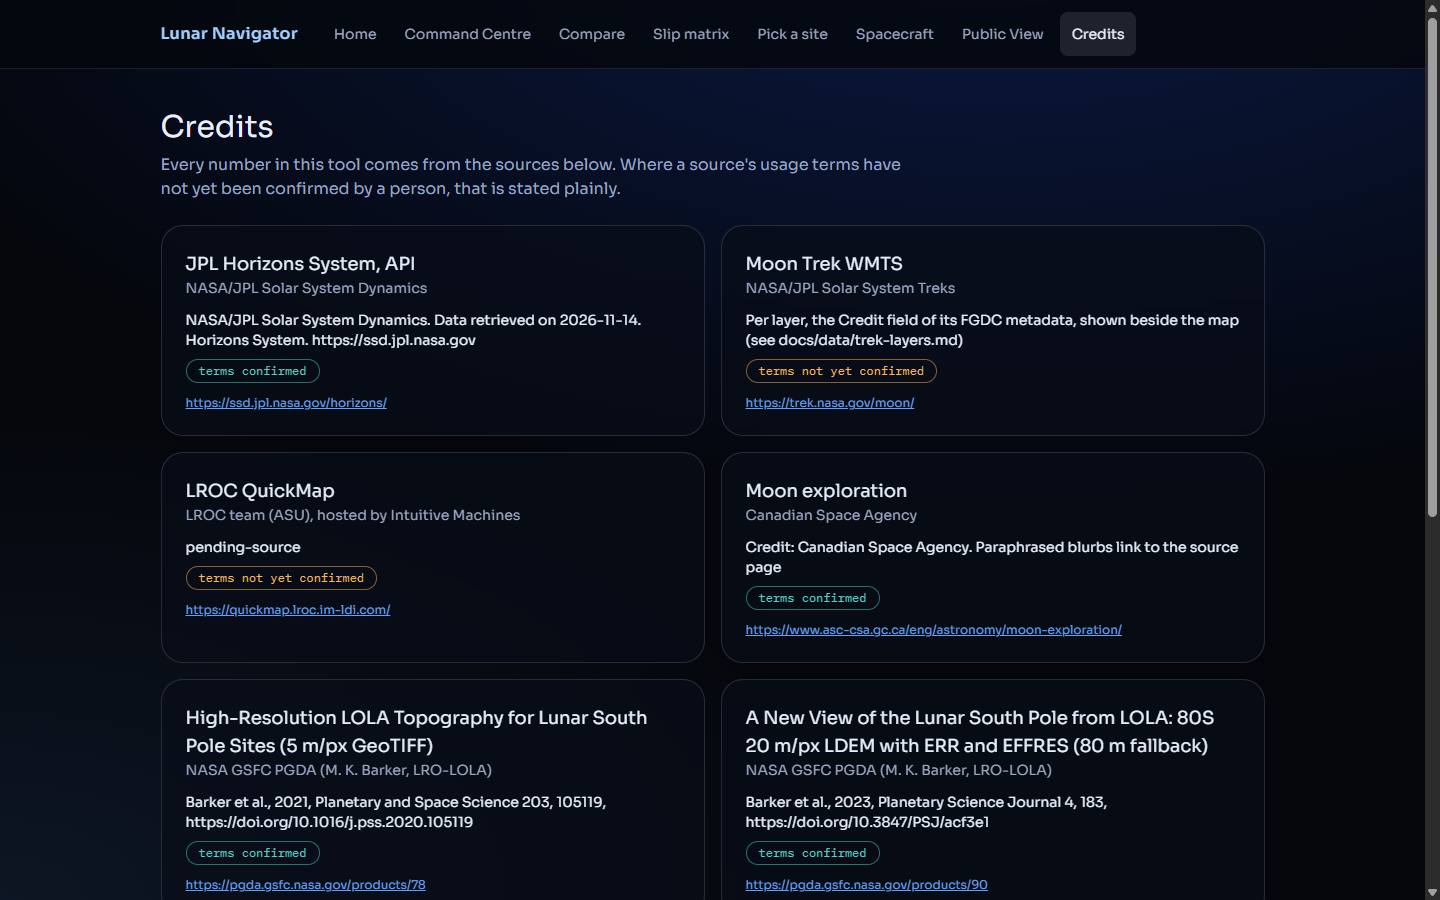 Lunar Navigator Home Command Centre Compare Slip matrix Pick a site Spacecraft Public View Credits
Credits
Every number in this tool comes from the sources below. Where a source's usage terms have
not yet been confirmed by a person, that is stated plainly.
JPL Horizons System, API
NASA/JPL Solar System Dynamics
NASA/JPL Solar System Dynamics. Data retrieved on 2026-11-14.
Horizons System. https://ssd.jpl.nasa.gov
terms confirmed
https://ssd.jpl.nasa.gov/horizons/
Moon Trek WMTS
NASA/JPL Solar System Treks
Per layer, the Credit field of its FGDC metadata, shown beside the map
(see docs/data/trek-layers.md)
terms not yet confirmed
https://trek.nasa.gov/moon/
LROC QuickMap
LROC team (ASU), hosted by Intuitive Machines
pending-source
terms not yet confirmed
https://quickmap.lroc.im-ldi.com/
Moon exploration
Canadian Space Agency
Credit: Canadian Space Agency. Paraphrased blurbs link to the source
page
terms confirmed
https://www.asc-csa.gc.ca/eng/astronomy/moon-exploration/
High-Resolution LOLA Topography for Lunar South
Pole Sites (5 m/px GeoTIFF)
NASA GSFC PGDA (M. K. Barker, LRO-LOLA)
Barker et al., 2021, Planetary and Space Science 203, 105119,
https://doi.org/10.1016/j.pss.2020.105119
terms confirmed
https://pgda.gsfc.nasa.gov/products/78
A New View of the Lunar South Pole from LOLA: 80S
20 m/px LDEM with ERR and EFFRES (80 m fallback)
NASA GSFC PGDA (M. K. Barker, LRO-LOLA)
Barker et al., 2023, Planetary Science Journal 4, 183,
https://doi.org/10.3847/PSJ/acf3e1
terms confirmed
https://pgda.gsfc.nasa.gov/products/90